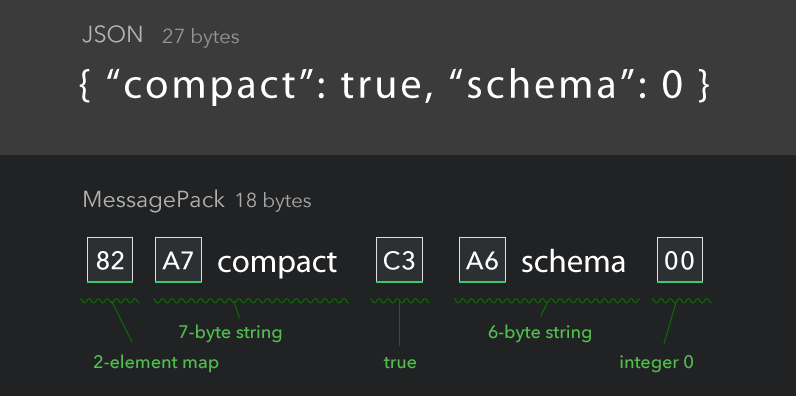 JSON 27 bytes
{ “compact”: true, “schema”: 0 }
MessagePack 18 bytes
82 A7 compact C3 A6 schema 00
7-byte string 6-byte string
2-element map true integer 0